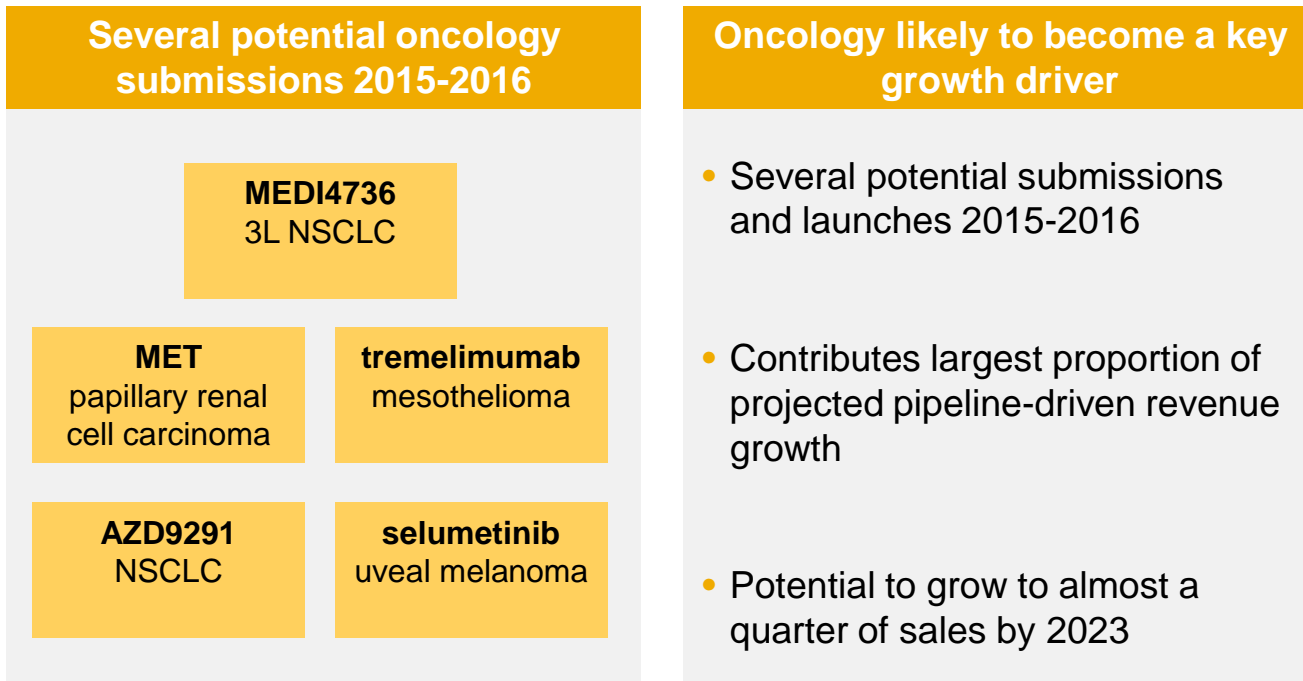 Several potential oncology
submissions 2015-2016
MEDI4736
3L NSCLC
MET
papillary renal
cell carcinoma
tremelimumab
mesothelioma
AZD9291
NSCLC
selumetinib
uveal melanoma
Oncology likely to become a key
growth driver
• Several potential submissions
and launches 2015-2016
• Contributes largest proportion of
projected pipeline-driven revenue
growth
• Potential to grow to almost a
quarter of sales by 2023